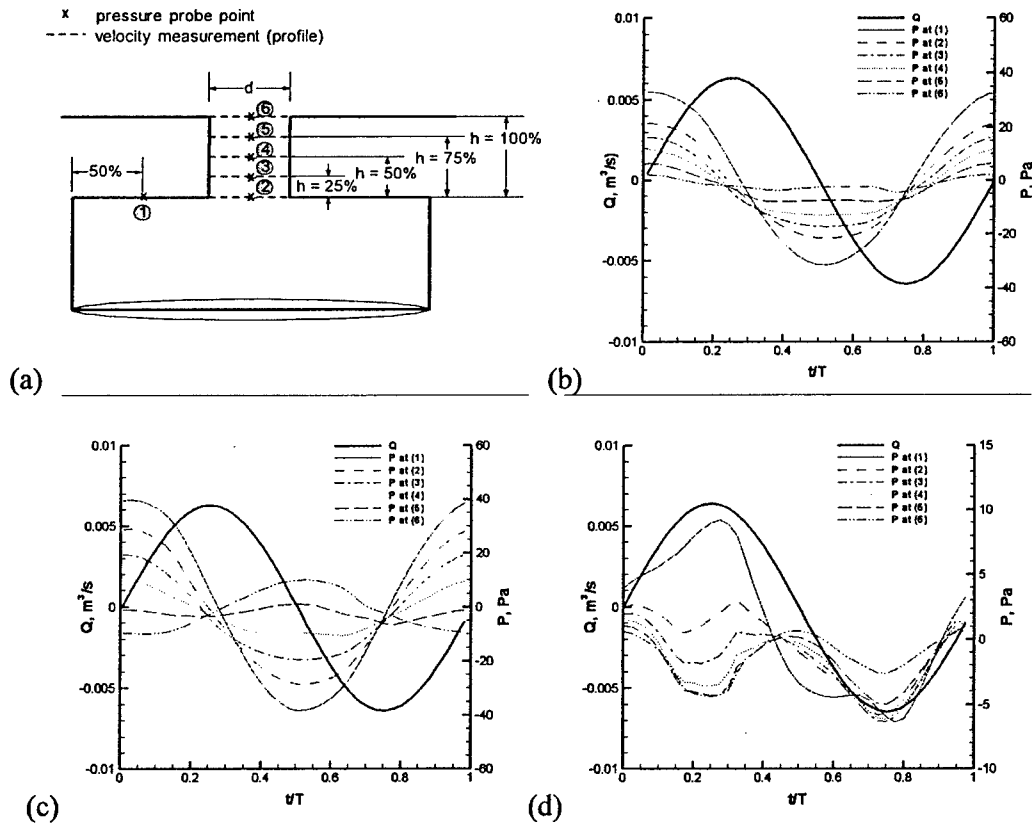 x pressure probe point
---- velocity measurement (profile)
d
⑥
⑤
④
③
②
①
50%
h = 25%
h = 50%
h = 75%
h = 100%
(a)
0.01
0.005
0
-0.005
-0.01
Q, m³/s)
60
40
20
0
-20
-40
-60
P, Pa
0 0.2 0.4 0.6 0.8 1
t/T
Q
P at (1)
P at (2)
P at (3)
P at (4)
P at (5)
P at (6)
(b)
0.01
0.005
0
-0.005
-0.01
Q, m³/s
60
40
20
0
-20
-40
-60
P, Pa
0 0.2 0.4 0.6 0.8 1
t/T
Q
P at (1)
P at (2)
P at (3)
P at (4)
P at (5)
P at (6)
(c)
0.01
0.005
0
-0.005
-0.01
Q, m³/s
15
10
5
0
-5
-10
P, Pa
0 0.2 0.4 0.6 0.8 1
t/T
Q
P at (1)
P at (2)
P at (3)
P at (4)
P at (5)
P at (6)
(d)